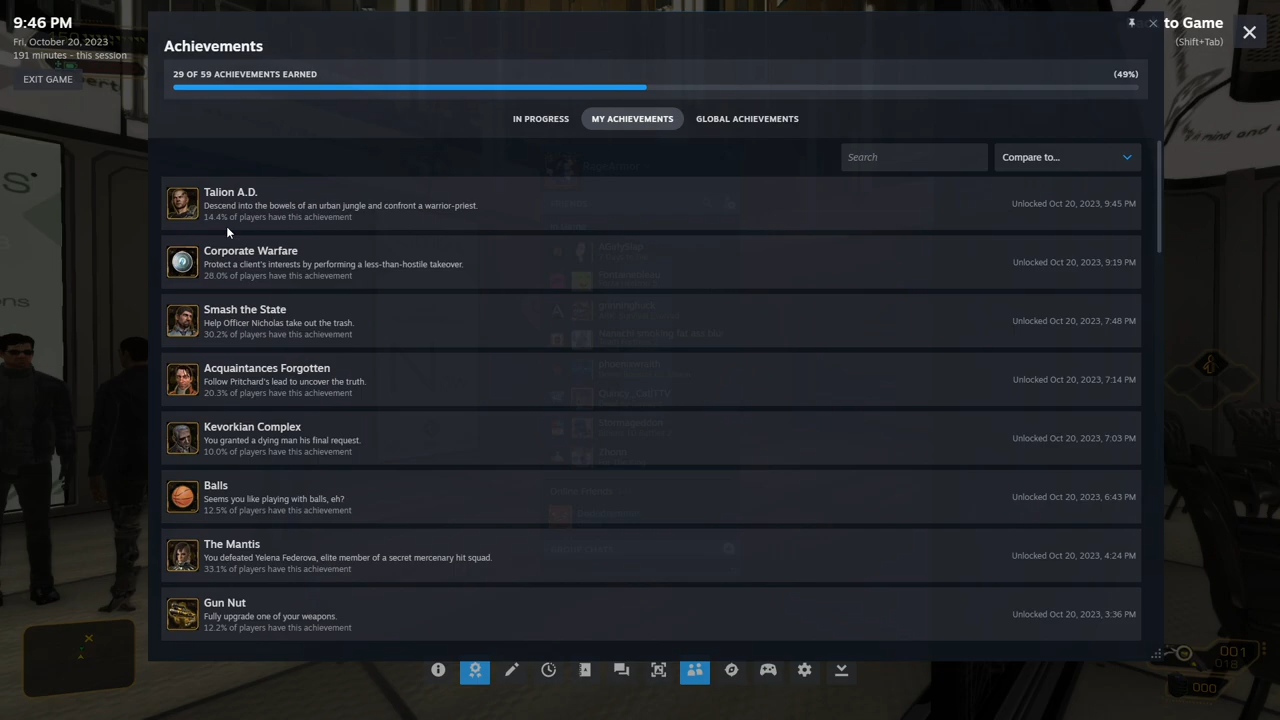 9:46 PM
Fri, October 20, 2023
191 minutes - this session
EXIT GAME
to Game
(Shift+Tab)
Achievements
29 OF 59 ACHIEVEMENTS EARNED
(49%)
IN PROGRESS
MY ACHIEVEMENTS
GLOBAL ACHIEVEMENTS
Search
Compare to...
Talion A.D.
Descend into the bowels of an urban jungle and confront a warrior-priest.
14.4% of players have this achievement
Unlocked Oct 20, 2023, 9:45 PM
Corporate Warfare
Protect a client's interests by performing a less-than-hostile takeover.
28.0% of players have this achievement
Unlocked Oct 20, 2023, 9:19 PM
Smash the State
Help Officer Nicholas take out the trash.
30.2% of players have this achievement
Unlocked Oct 20, 2023, 7:48 PM
Acquaintances Forgotten
Follow Pritchard's lead to uncover the truth.
20.3% of players have this achievement
Unlocked Oct 20, 2023, 7:14 PM
Kevorkian Complex
You granted a dying man his final request.
10.0% of players have this achievement
Unlocked Oct 20, 2023, 7:03 PM
Balls
Seems you like playing with balls, eh?
12.5% of players have this achievement
Unlocked Oct 20, 2023, 6:43 PM
The Mantis
You defeated Yelena Federova, elite member of a secret mercenary hit squad.
33.1% of players have this achievement
Unlocked Oct 20, 2023, 4:24 PM
Gun Nut
Fully upgrade one of your weapons.
12.2% of players have this achievement
Unlocked Oct 20, 2023, 3:36 PM
001
018
000